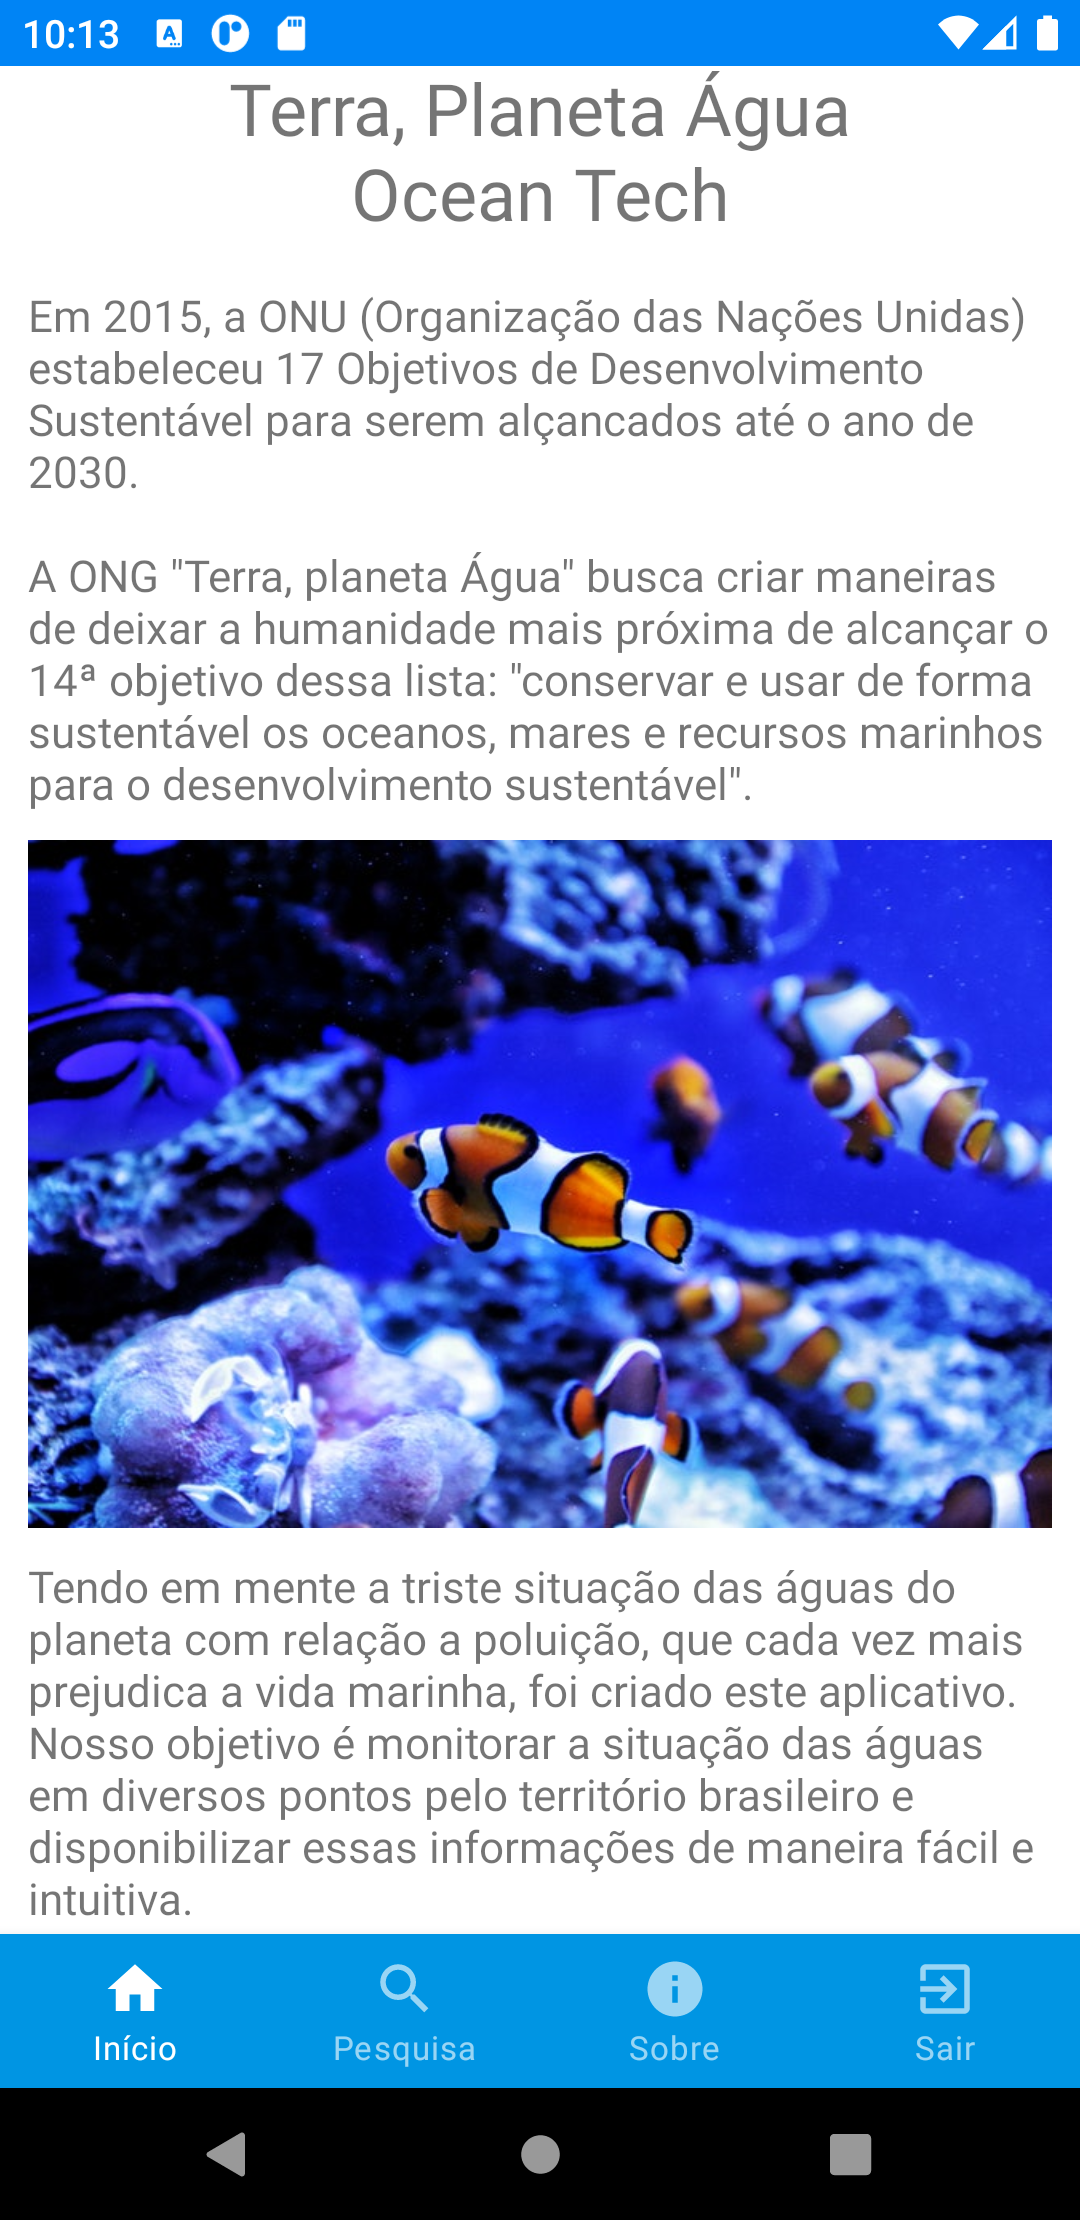 10:13
Terra, Planeta Água
Ocean Tech
Em 2015, a ONU (Organização das Nações Unidas)
estabeleceu 17 Objetivos de Desenvolvimento
Sustentável para serem alçancados até o ano de
2030.
A ONG "Terra, planeta Água" busca criar maneiras
de deixar a humanidade mais próxima de alcançar o
14ª objetivo dessa lista: "conservar e usar de forma
sustentável os oceanos, mares e recursos marinhos
para o desenvolvimento sustentável".
Tendo em mente a triste situação das águas do
planeta com relação a poluição, que cada vez mais
prejudica a vida marinha, foi criado este aplicativo.
Nosso objetivo é monitorar a situação das águas
em diversos pontos pelo território brasileiro e
disponibilizar essas informações de maneira fácil e
intuitiva.
Início
Pesquisa
Sobre
Sair